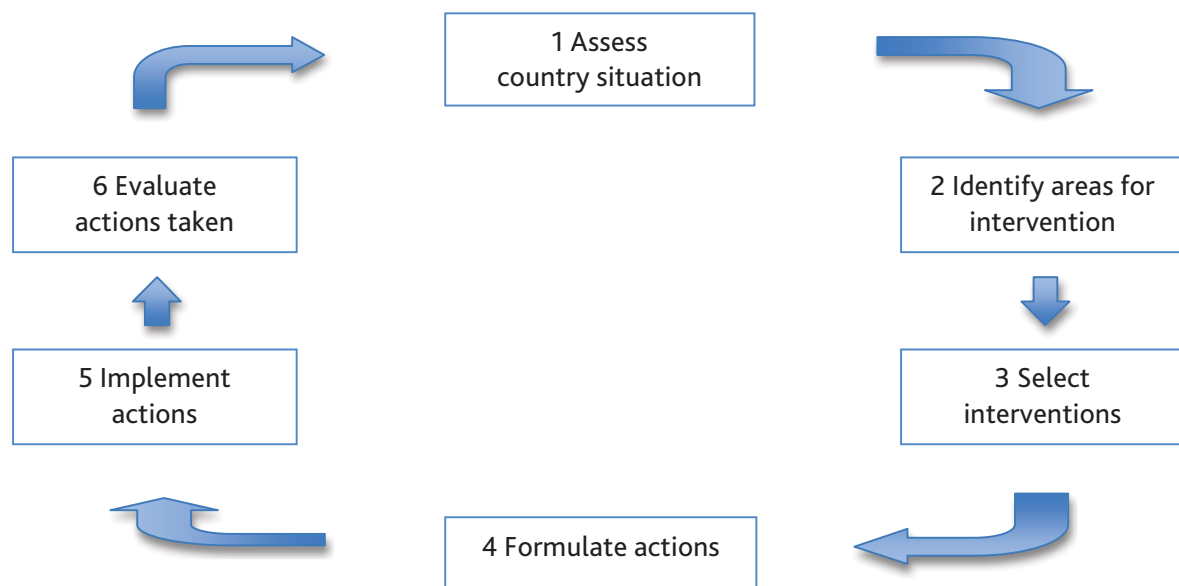 1 Assess
country situation
2 Identify areas for
intervention
3 Select
interventions
4 Formulate actions
5 Implement
actions
6 Evaluate
actions taken